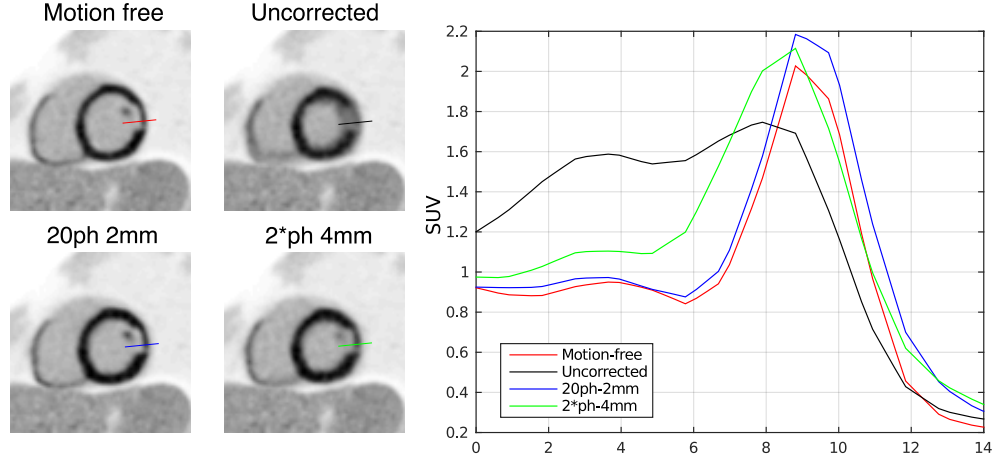 Motion free
Uncorrected
20ph 2mm
2*ph 4mm
SUV
2.2
2
1.8
1.6
1.4
1.2
1
0.8
0.6
0.4
0.2
0
2
4
6
8
10
12
14
Motion-free
Uncorrected
20ph-2mm
2*ph-4mm